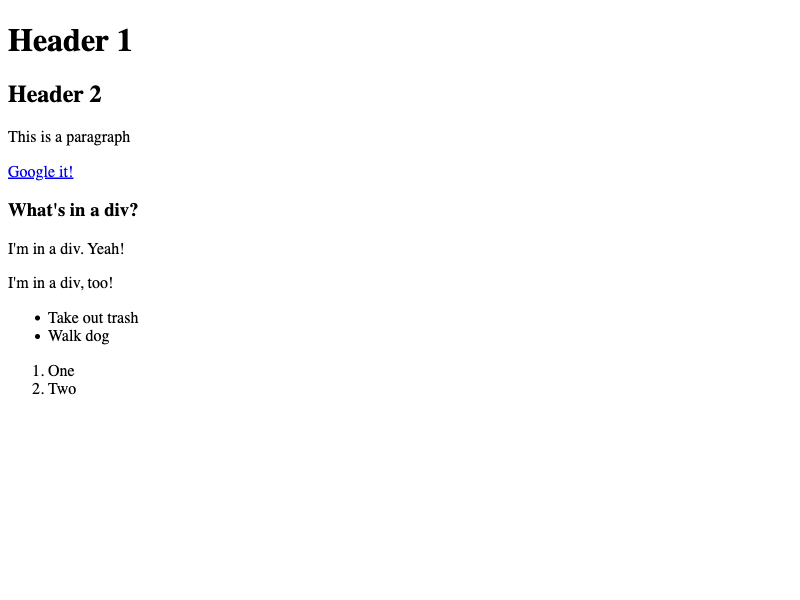 Header 1
Header 2
This is a paragraph
Google it!
What's in a div?
I'm in a div. Yeah!
I'm in a div, too!
• Take out trash
• Walk dog
1. One
2. Two